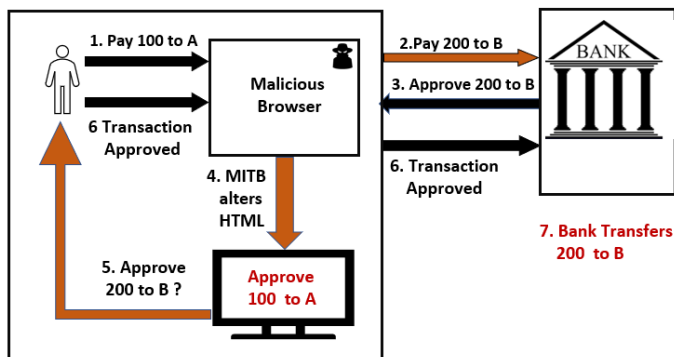 1. Pay 100 to A
6 Transaction
Approved
Malicious
Browser
2.Pay 200 to B
3. Approve 200 to B
6. Transaction
Approved
BANK
4. MITB
alters
HTML
5. Approve
200 to B ?
Approve
100 to A
7. Bank Transfers
200 to B